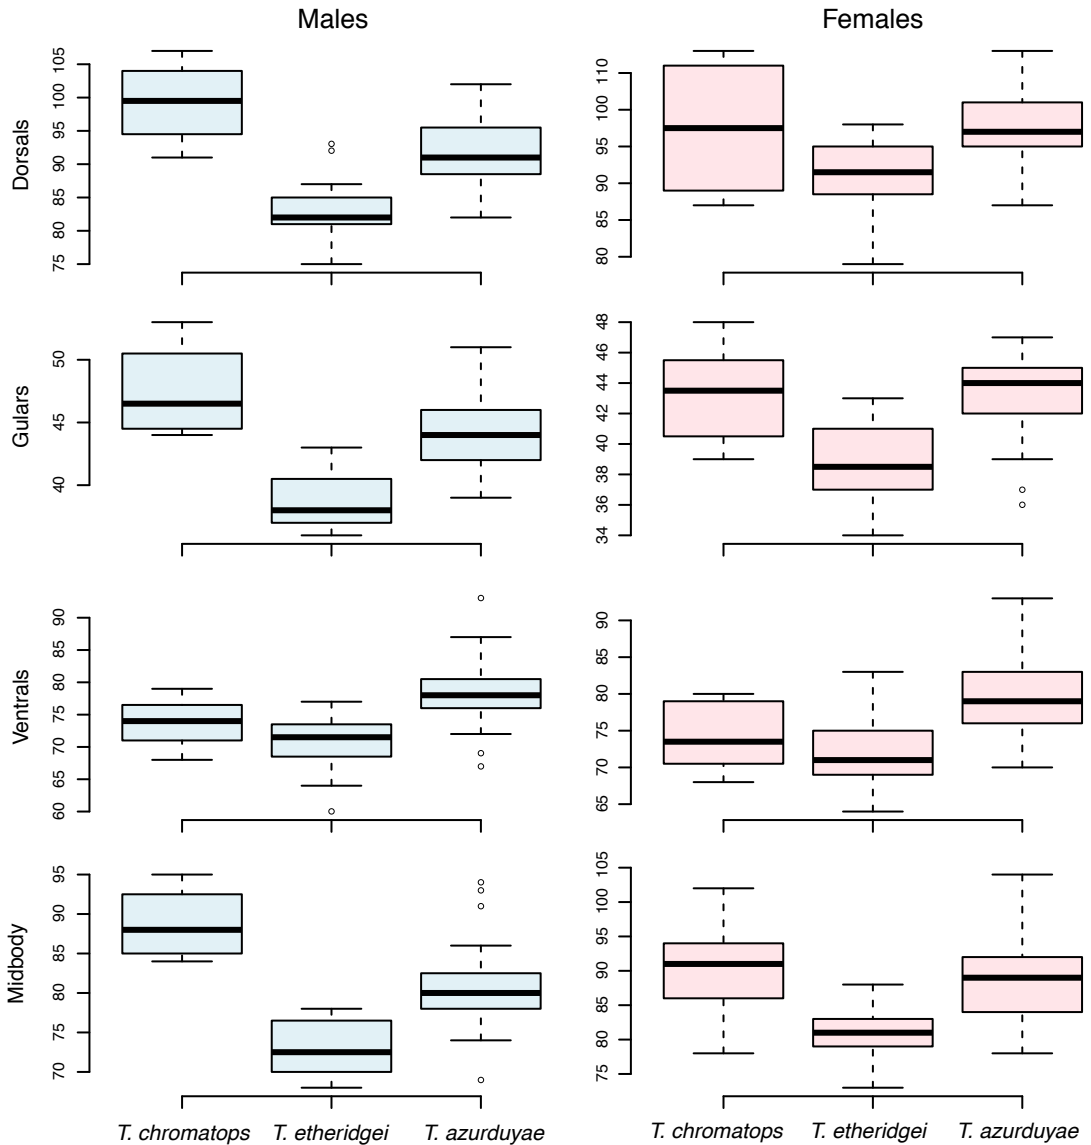 Males
Females
Dorsals
75 80 85 90 95 100 105
80 85 90 95 100 110
Gulars
40 45 50
34 36 38 40 42 44 46 48
Ventrals
60 65 70 75 80 85 90
65 70 75 80 85 90
Midbody
70 75 80 85 90 95
75 80 85 90 95 100 105
T. chromatops T. etheridgei T. azurduyae
T. chromatops T. etheridgei T. azurduyae